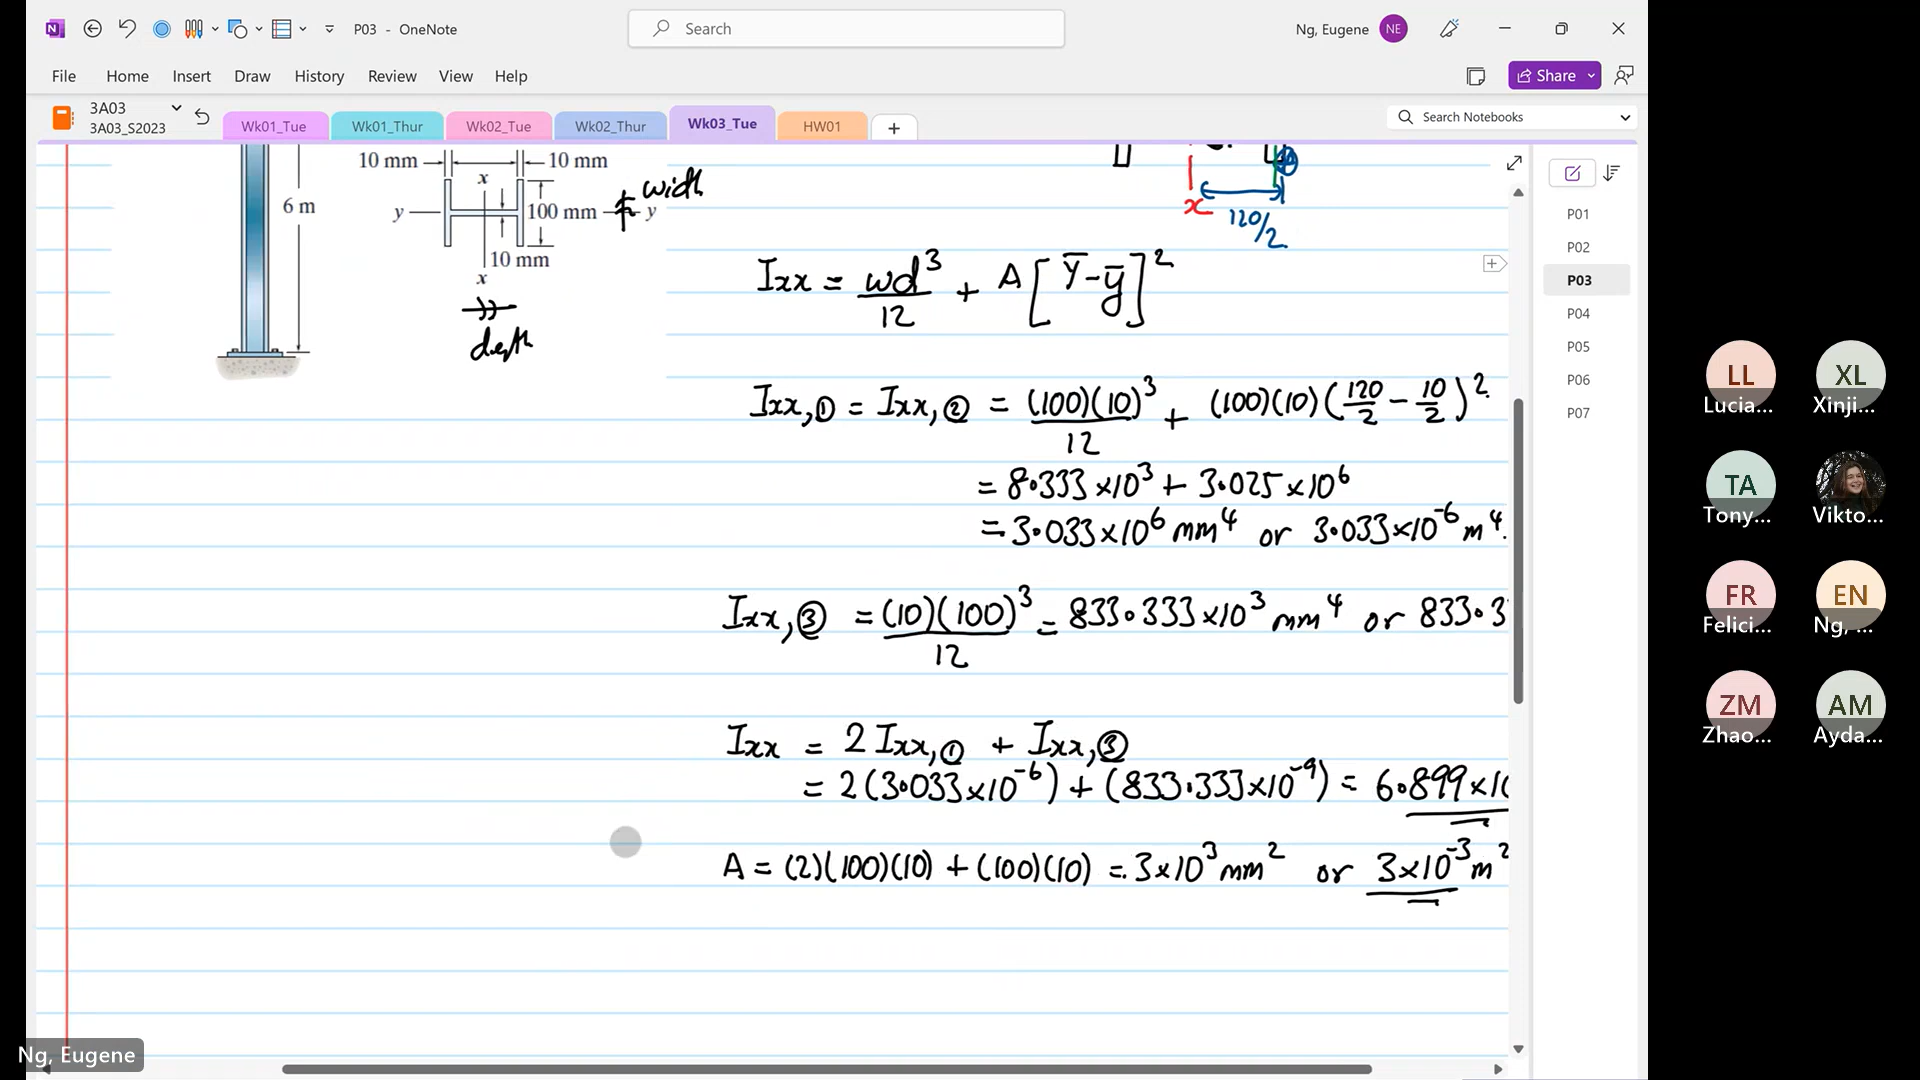 P03 - OneNote
Search
Ng, Eugene NE
File Home Insert Draw History Review View Help
Share
3A03
3A03_S2023
Wk01_Tue Wk01_Thur Wk02_Tue Wk02_Thur Wk03_Tue HW01 +
Search Notebooks
10 mm 10 mm
x
width
6 m
y 100 mm y
10 mm
x
depth
x
120/2
Ixx = wd³/12 + A[Ȳ-ȳ]²
Ixx,① = Ixx,② = (100)(10)³/12 + (100)(10)(120/2 - 10/2)²
= 8.333×10³ + 3.025×10⁶
= 3.033×10⁶ mm⁴ or 3.033×10⁻⁶ m⁴.
Ixx,③ = (10)(100)³/12 = 833.333×10³ mm⁴ or 833.3
Ixx = 2 Ixx,① + Ixx,③
= 2(3.033×10⁻⁶) + (833.333×10⁻⁹) = 6.899×10
A = (2)(100)(10) + (100)(10) = 3×10³ mm² or 3×10⁻³ m²
P01
P02
P03
P04
P05
P06
P07
LL XL
Lucia... Xinji...
TA
Tony... Vikto...
FR EN
Felici... Ng, ...
ZM AM
Zhao... Ayda...
Ng, Eugene